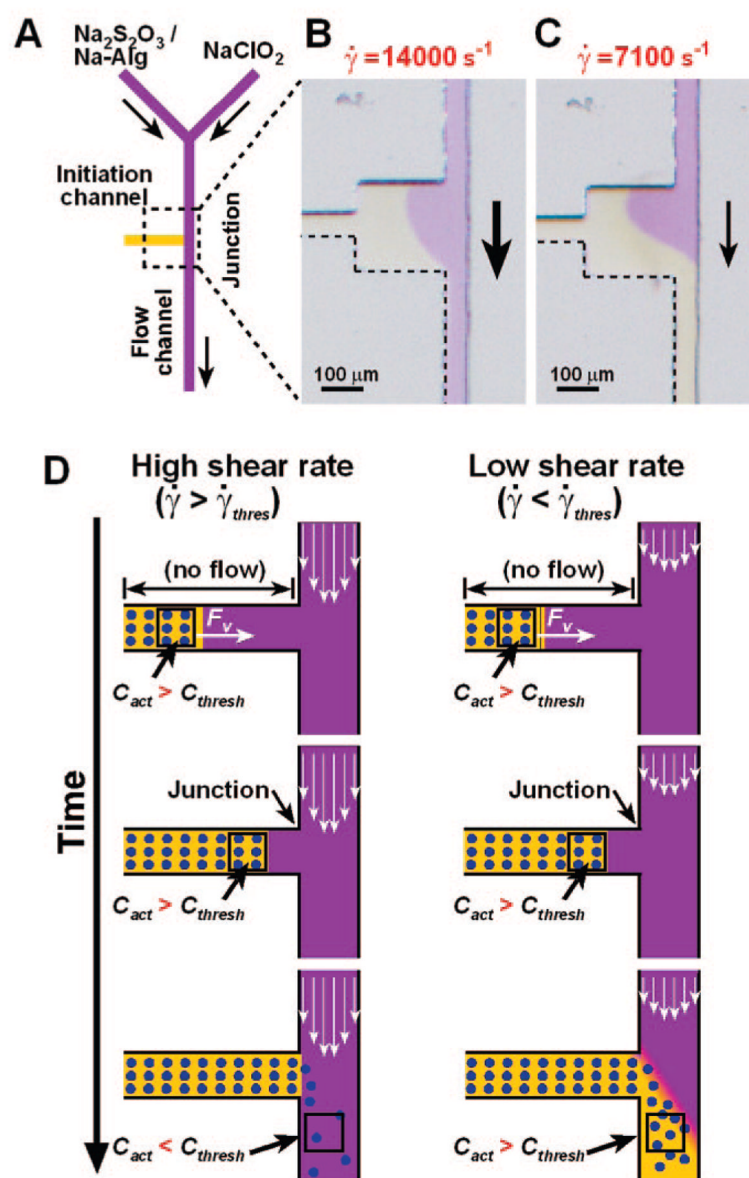 A
Na₂S₂O₃ /
Na-Alg
NaClO₂
Initiation
channel
Junction
Flow
channel
B
γ̇ =14000 s⁻¹
100 μm
C
γ̇ =7100 s⁻¹
100 μm
D
Time
High shear rate
(γ̇ > γ̇thres)
(no flow)
Fv
Cact > Cthresh
Junction
Cact > Cthresh
Cact < Cthresh
Low shear rate
(γ̇ < γ̇thres)
(no flow)
Fv
Cact > Cthresh
Junction
Cact > Cthresh
Cact > Cthresh